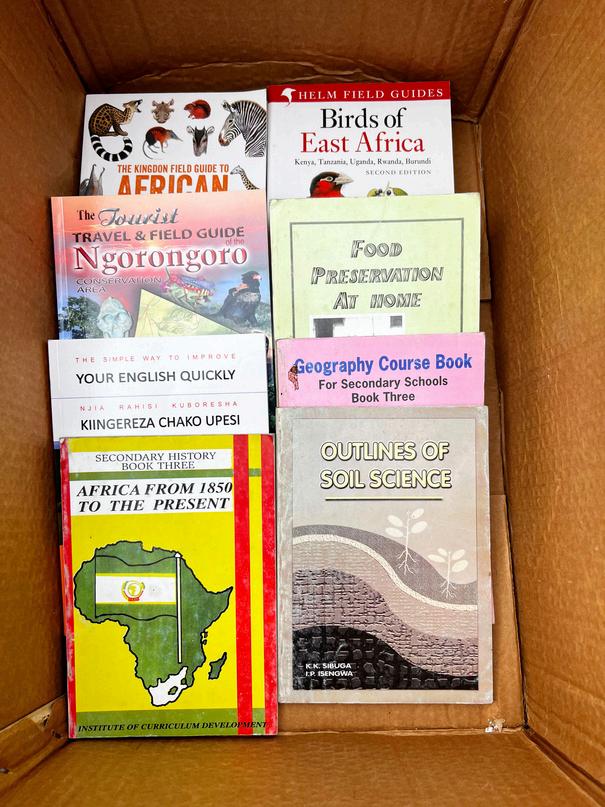 THE KINGDON FIELD GUIDE TO
AFRICAN
HELM FIELD GUIDES
Birds of
East Africa
Kenya, Tanzania, Uganda, Rwanda, Burundi
SECOND EDITION
The Tourist
TRAVEL & FIELD GUIDE
of the
Ngorongoro
CONSERVATION
AREA
FOOD
PRESERVATION
AT HOME
THE SIMPLE WAY TO IMPROVE
YOUR ENGLISH QUICKLY
NJIA RAHISI KUBORESHA
KIINGEREZA CHAKO UPESI
Geography Course Book
For Secondary Schools
Book Three
SECONDARY HISTORY
BOOK THREE
AFRICA FROM 1850
TO THE PRESENT
INSTITUTE OF CURRICULUM DEVELOPMENT
OUTLINES OF
SOIL SCIENCE
K.K. SIBUGA
I.P. ISENGWA